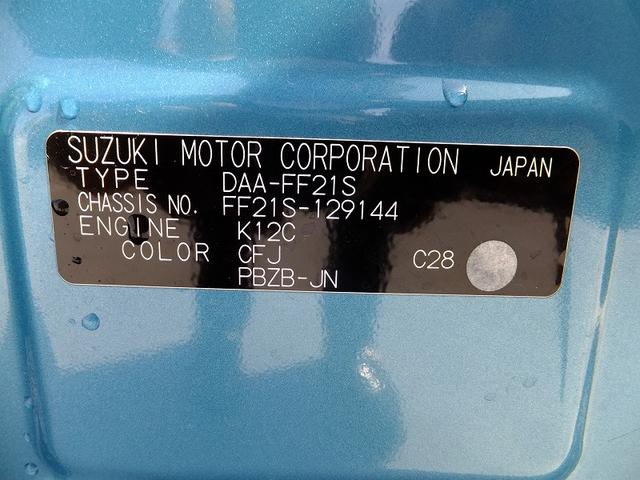 SUZUKI MOTOR CORPORATION JAPAN
TYPE DAA-FF21S
CHASSIS NO. FF21S-129144
ENGINE K12C
COLOR CFJ C28
PBZB-JN